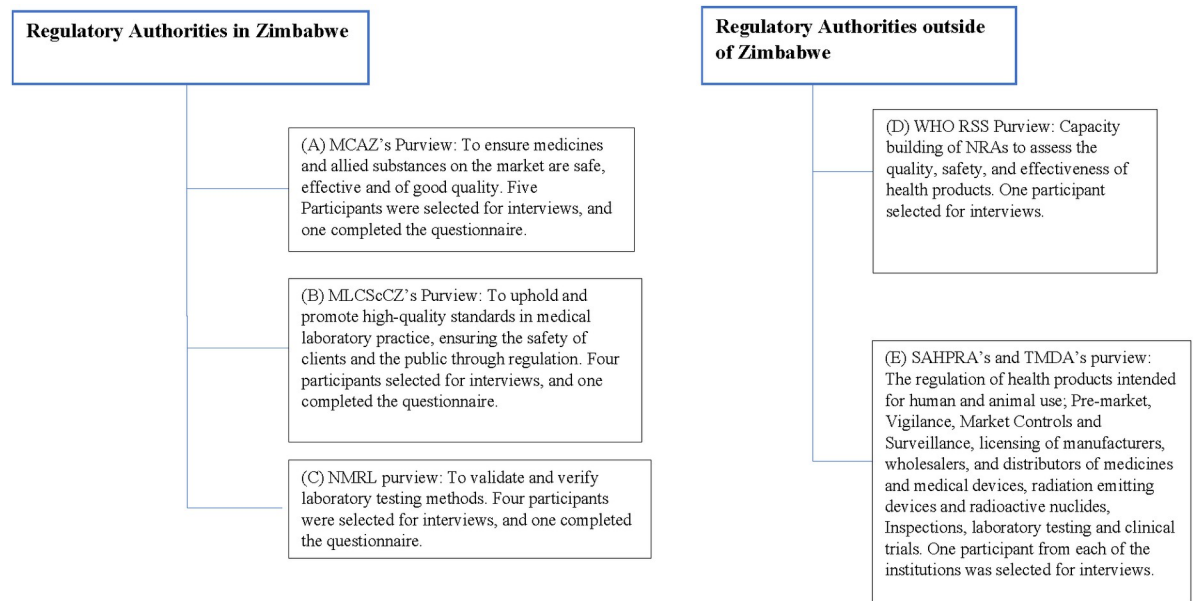 Regulatory Authorities in Zimbabwe
(A) MCAZ's Purview: To ensure medicines
and allied substances on the market are safe,
effective and of good quality. Five
Participants were selected for interviews, and
one completed the questionnaire.
(B) MLCScCZ's Purview: To uphold and
promote high-quality standards in medical
laboratory practice, ensuring the safety of
clients and the public through regulation. Four
participants selected for interviews, and one
completed the questionnaire.
(C) NMRL purview: To validate and verify
laboratory testing methods. Four participants
were selected for interviews, and one completed
the questionnaire.
Regulatory Authorities outside
of Zimbabwe
(D) WHO RSS Purview: Capacity
building of NRAs to assess the
quality, safety, and effectiveness of
health products. One participant
selected for interviews.
(E) SAHPRA's and TMDA's purview:
The regulation of health products intended
for human and animal use; Pre-market,
Vigilance, Market Controls and
Surveillance, licensing of manufacturers,
wholesalers, and distributors of medicines
and medical devices, radiation emitting
devices and radioactive nuclides,
Inspections, laboratory testing and clinical
trials. One participant from each of the
institutions was selected for interviews.